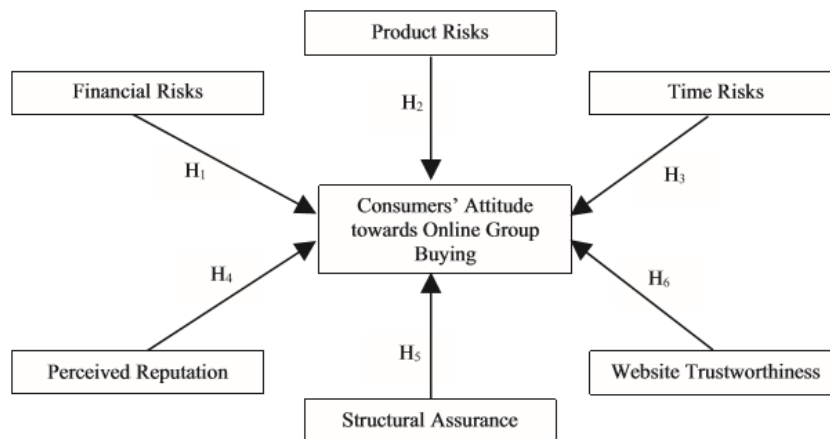 Product Risks
Financial Risks
Time Risks
H₂
H₁
H₃
Consumers’ Attitude
towards Online Group
Buying
H₄
H₆
H₅
Perceived Reputation
Website Trustworthiness
Structural Assurance